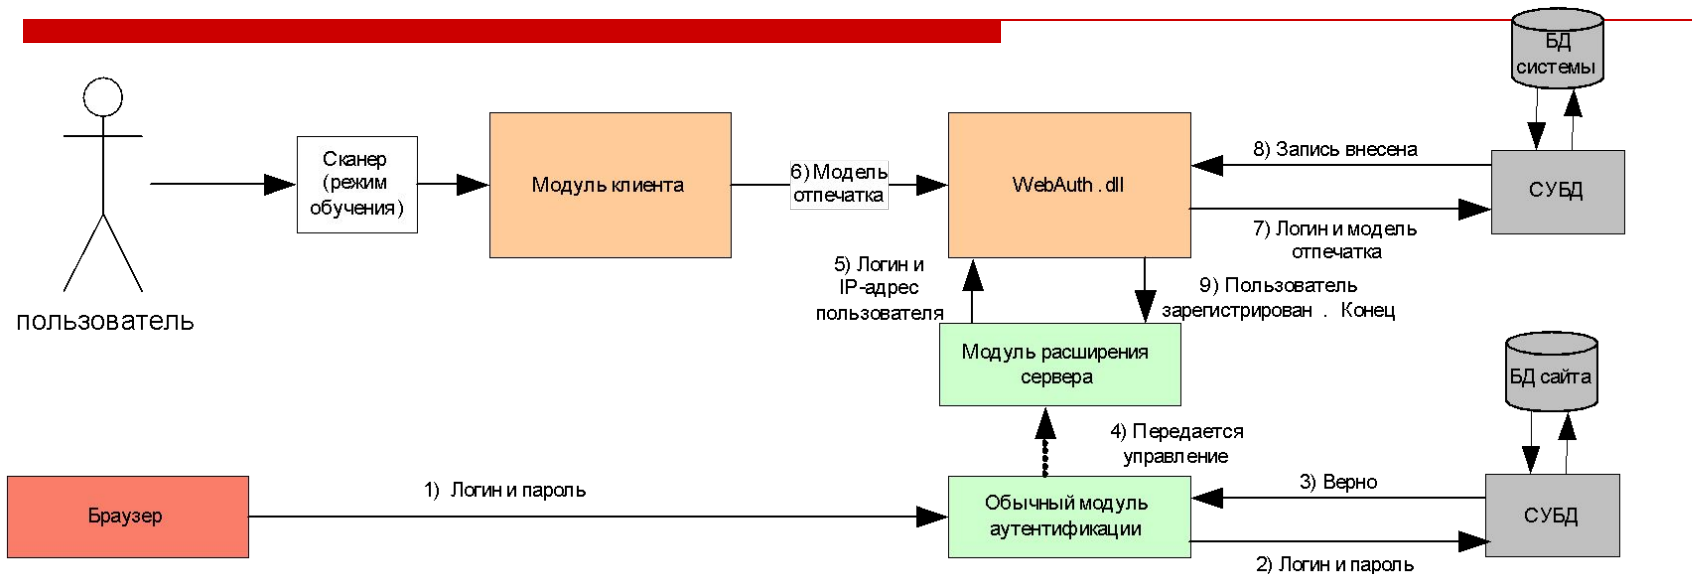 БД
системы
Сканер
(режим
обучения)
Модуль клиента
6) Модель
отпечатка
WebAuth . dll
8) Запись внесена
СУБД
7) Логин и модель
отпечатка
5) Логин и
IP-адрес
пользователя
9) Пользователь
зарегистрирован . Конец
пользователь
Модуль расширения
сервера
БД сайта
4) Передается
управление
Браузер
1) Логин и пароль
Обычный модуль
аутентификации
3) Верно
СУБД
2) Логин и пароль